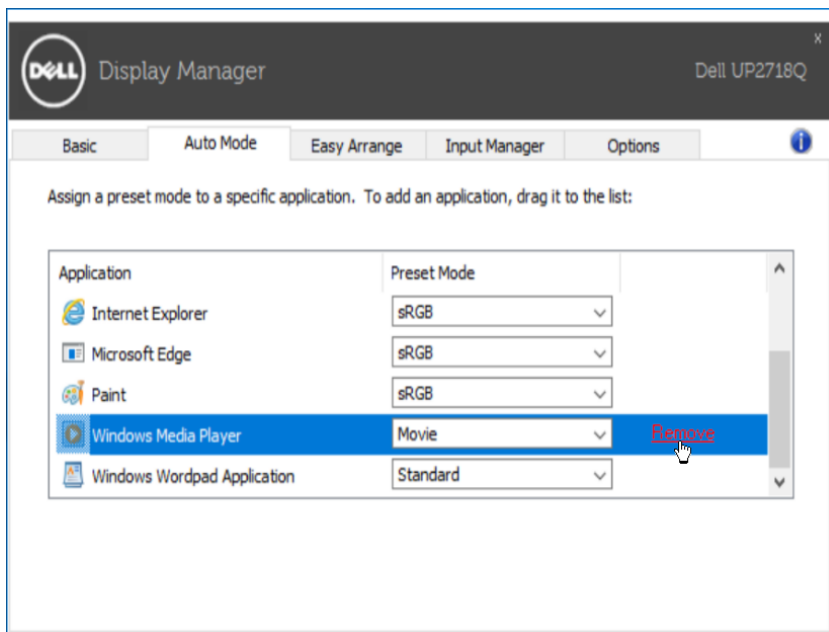 x
DELL Display Manager Dell UP2718Q
Basic Auto Mode Easy Arrange Input Manager Options
Assign a preset mode to a specific application. To add an application, drag it to the list:
Application Preset Mode
Internet Explorer sRGB
Microsoft Edge sRGB
Paint sRGB
Windows Media Player Movie Remove
Windows Wordpad Application Standard